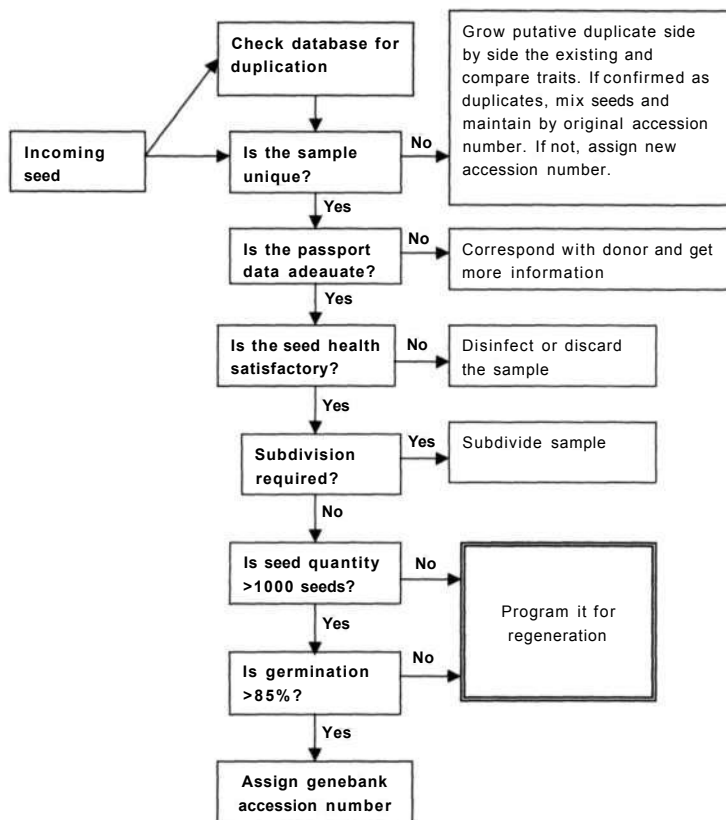 Check database for
duplication
Grow putative duplicate side
by side the existing and
compare traits. If confirmed as
duplicates, mix seeds and
maintain by original accession
number. If not, assign new
accession number.
Incoming
seed
Is the sample
unique?
No
Yes
Is the passport
data adeauate?
No
Correspond with donor and get
more information
Yes
Is the seed health
satisfactory?
No
Disinfect or discard
the sample
Yes
Subdivision
required?
Yes
Subdivide sample
No
Is seed quantity
>1000 seeds?
No
Program it for
regeneration
Yes
Is germination
>85%?
No
Yes
Assign genebank
accession number